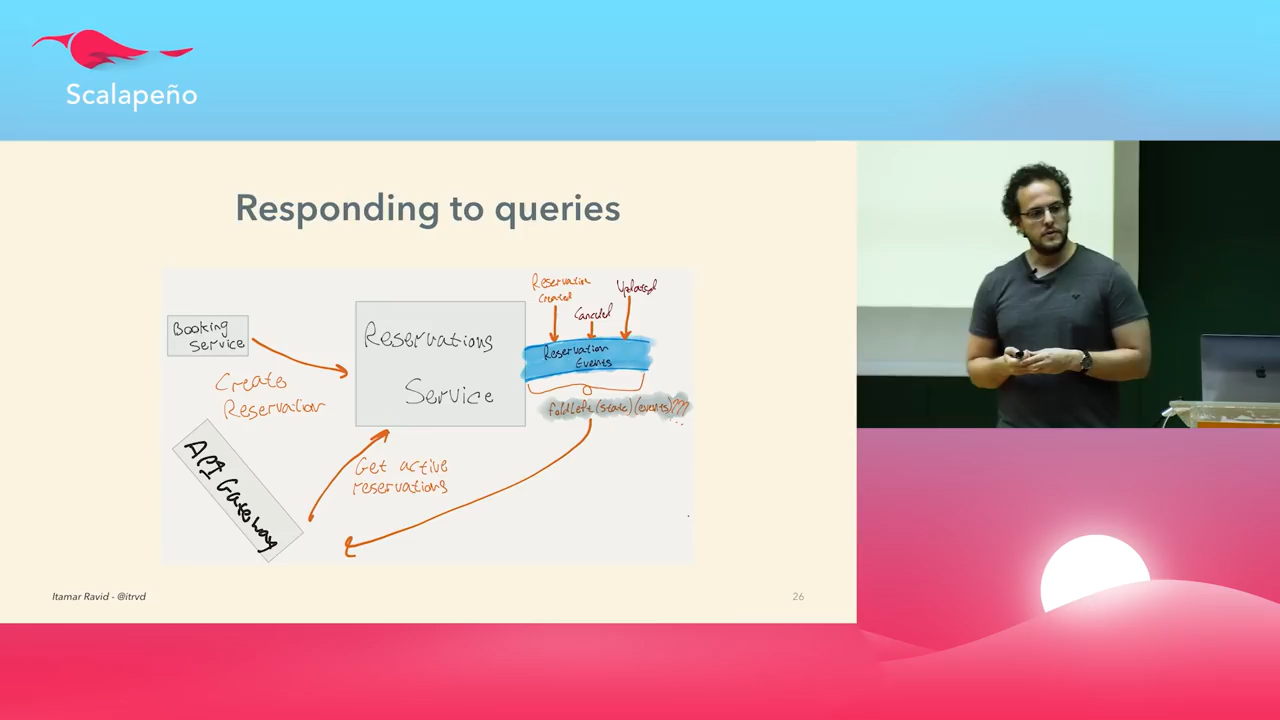 Scalapeño
Responding to queries
Booking
Service
Create
Reservation
API Gateway
Reservations
Service
Get active
reservations
Reservation
Created
Canceled
Updated
Reservation
Events
foldLeft(state)(events)???
Itamar Ravid - @itrvd
26